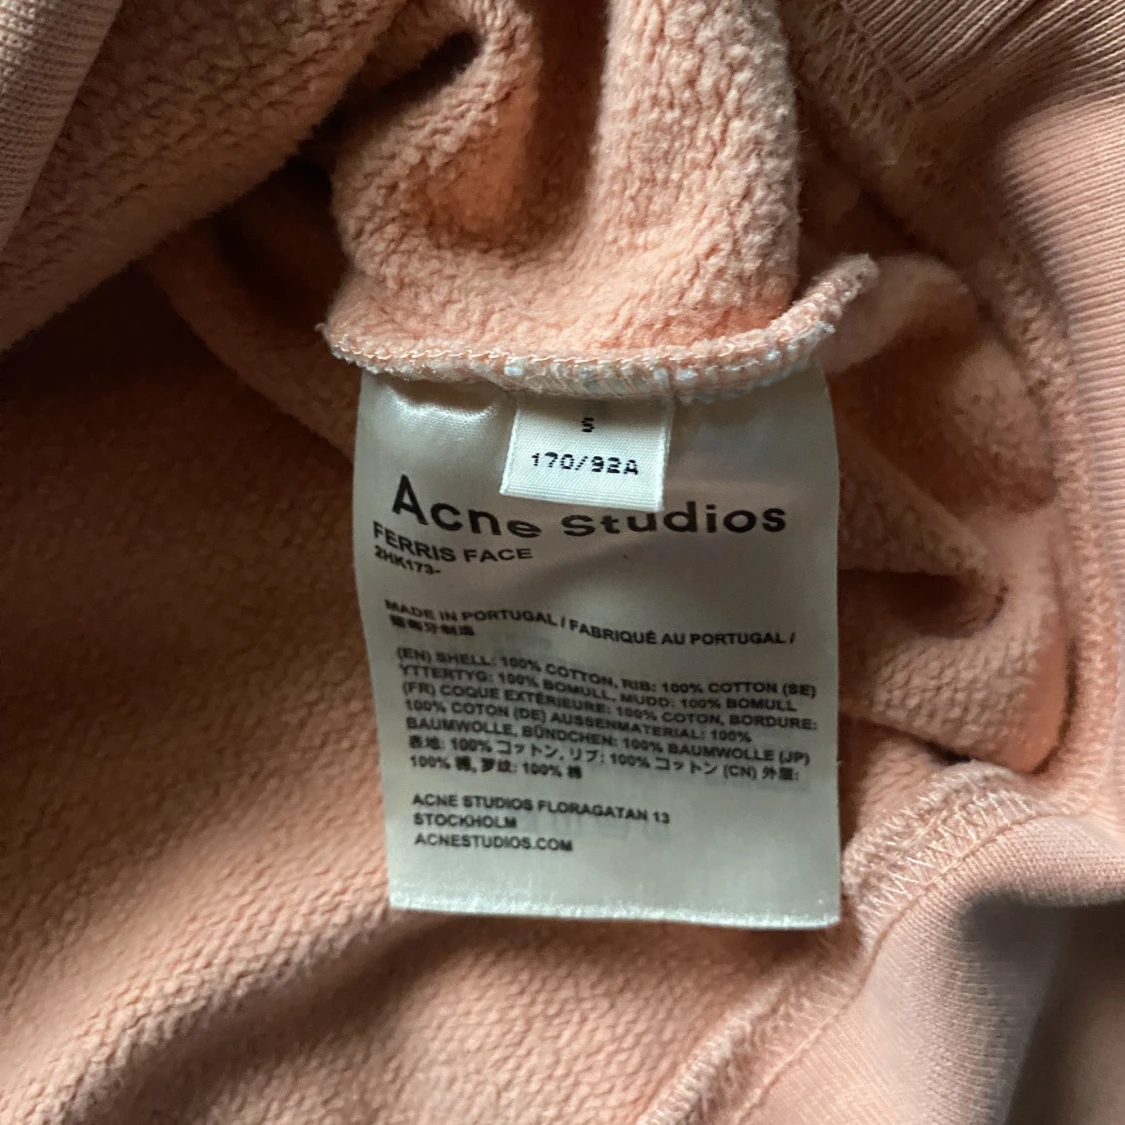 S
170/92A
Acne Studios
FERRIS FACE
2HK173-
MADE IN PORTUGAL / FABRIQUÉ AU PORTUGAL /
葡萄牙制造
(EN) SHELL: 100% COTTON, RIB: 100% COTTON (SE)
YTTERTYG: 100% BOMULL, MUDD: 100% BOMULL
(FR) COQUE EXTÉRIEURE: 100% COTON, BORDURE:
100% COTON (DE) AUSSENMATERIAL: 100%
BAUMWOLLE, BÜNDCHEN: 100% BAUMWOLLE (JP)
表地: 100% コットン, リブ: 100% コットン (CN) 外层:
100% 棉, 罗纹: 100% 棉
ACNE STUDIOS FLORAGATAN 13
STOCKHOLM
ACNESTUDIOS.COM